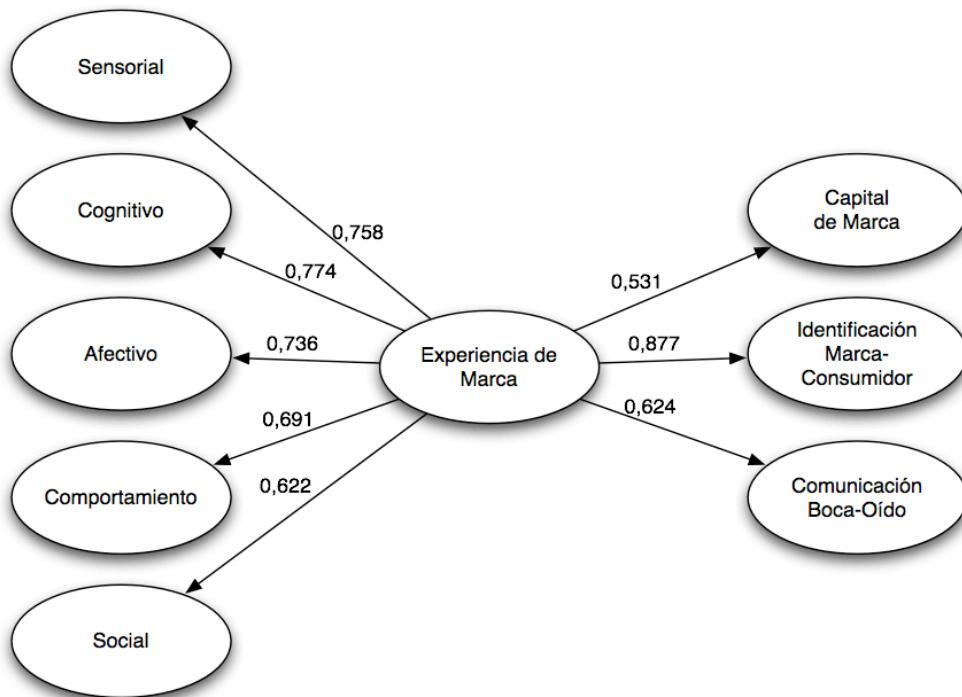 Sensorial
Cognitivo
Afectivo
Comportamiento
Social
0,758
0,774
0,736
0,691
0,622
Experiencia de
Marca
0,531
0,877
0,624
Capital
de Marca
Identificación
Marca-
Consumidor
Comunicación
Boca-Oído